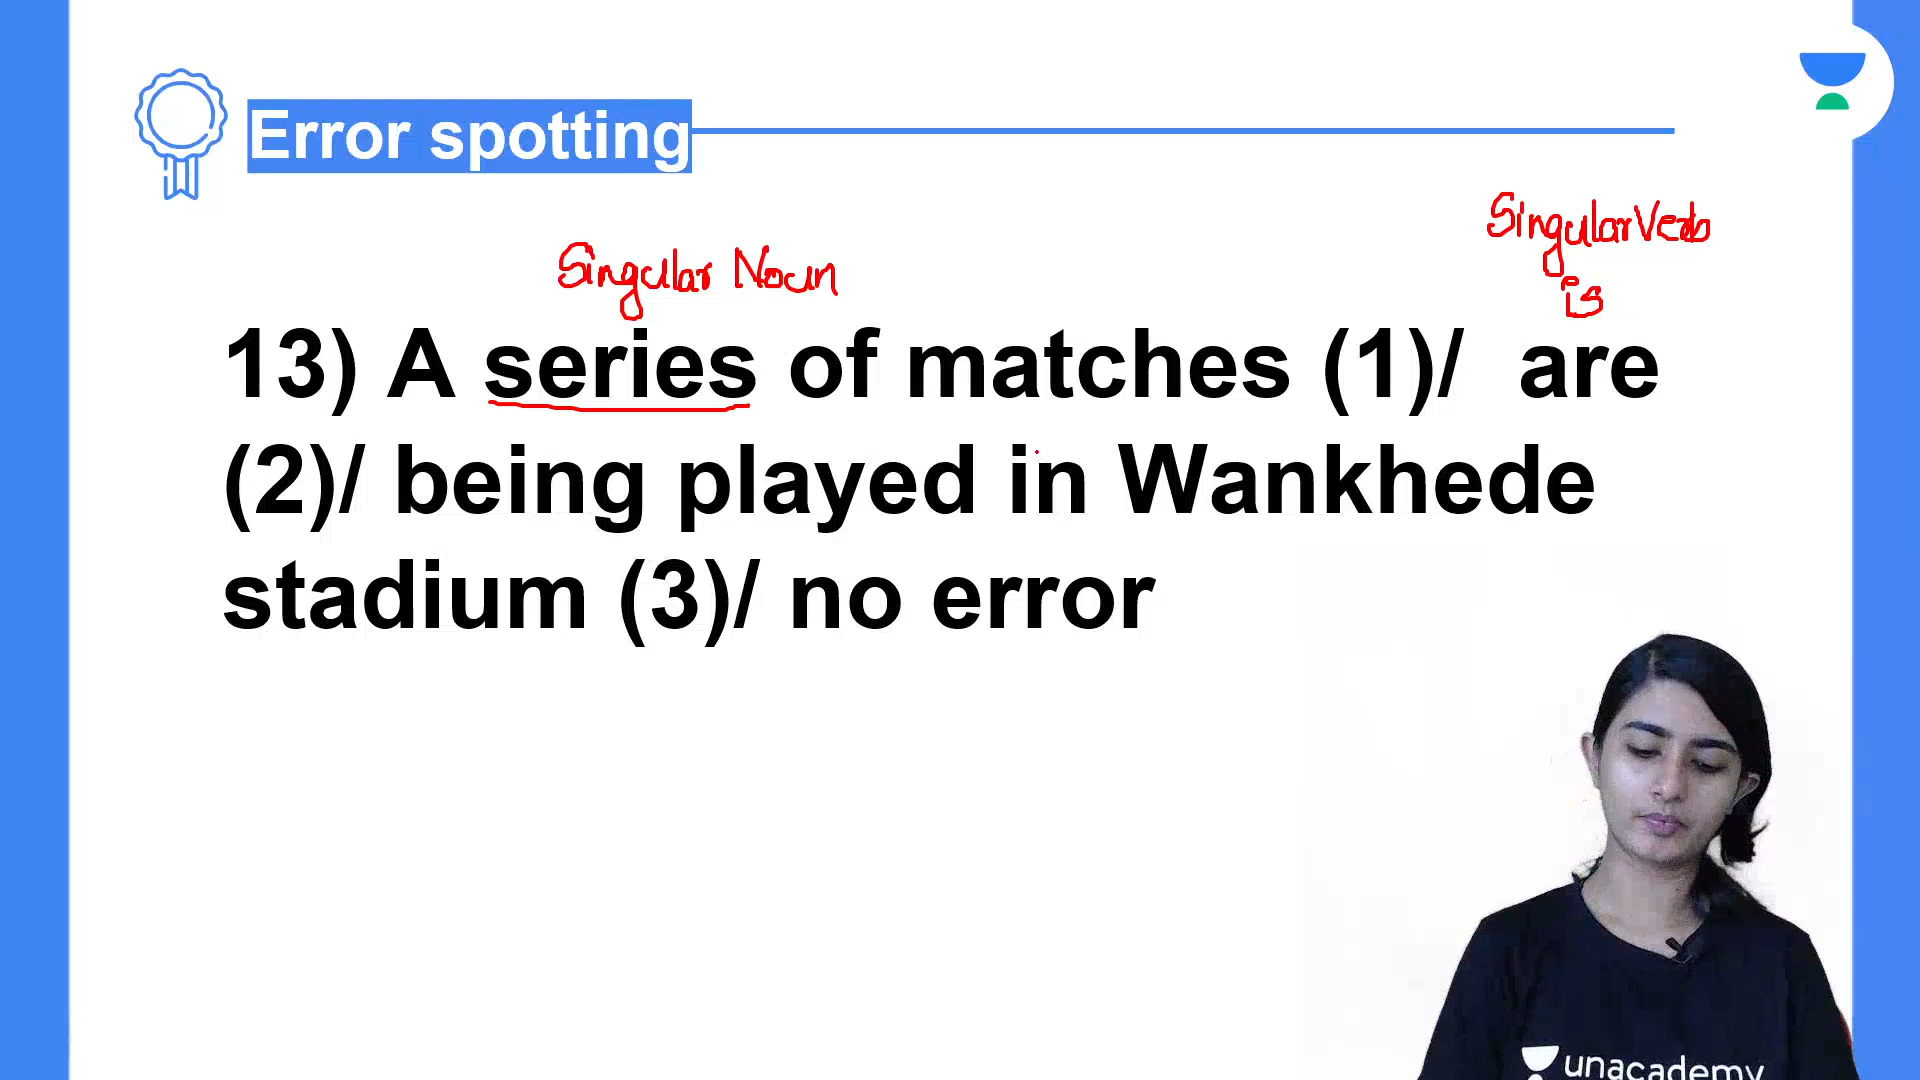 Error spotting
Singular Verb
Singular Noun
is
13) A series of matches (1)/ are
(2)/ being played in Wankhede
stadium (3)/ no error
unacademy